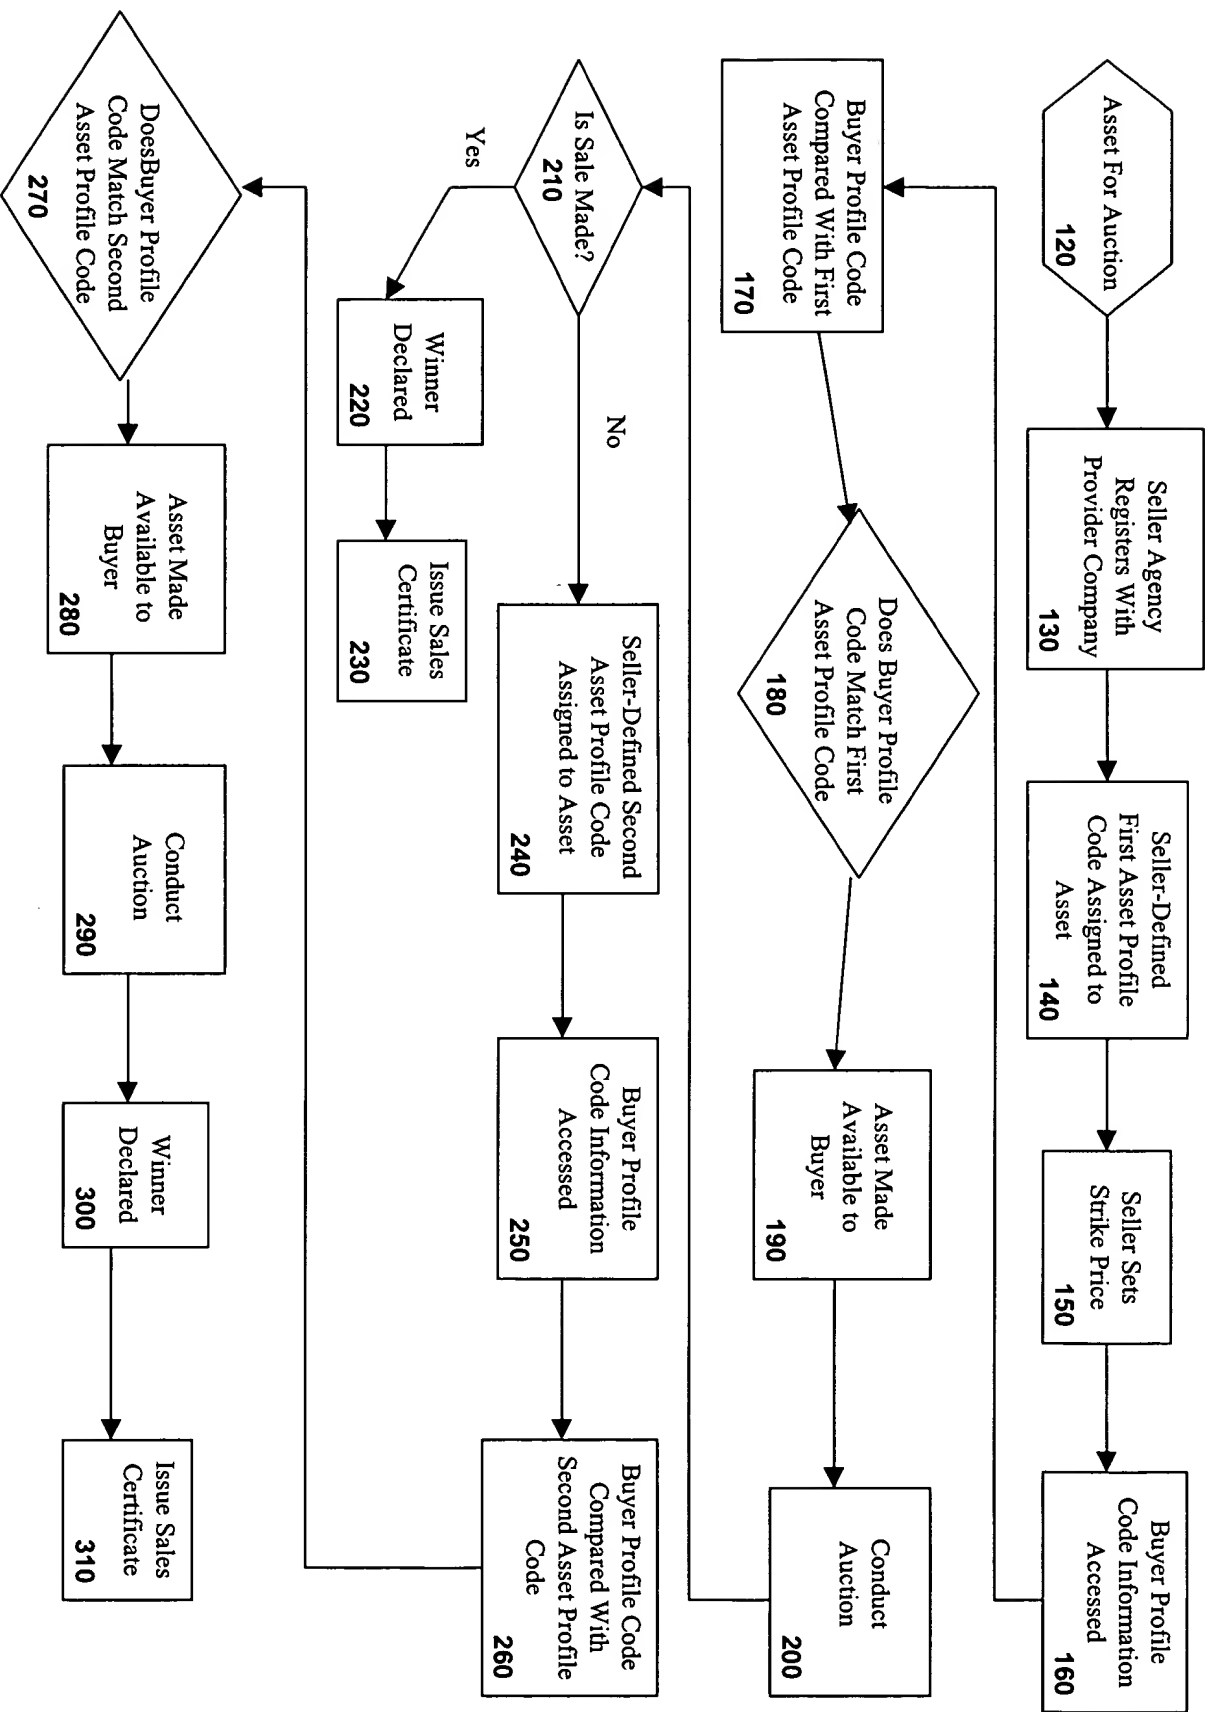 Asset For Auction
120
Seller Agency
Registers With
Provider Company
130
Seller-Defined
First Asset Profile
Code Assigned to
Asset
140
Seller Sets
Strike Price
150
Buyer Profile
Code Information
Accessed
160
Buyer Profile Code
Compared With First
Asset Profile Code
170
Does Buyer Profile
Code Match First
Asset Profile Code
180
Asset Made
Available to
Buyer
190
Conduct
Auction
200
Is Sale Made?
210
Yes
No
Winner
Declared
220
Issue Sales
Certificate
230
Seller-Defined Second
Asset Profile Code
Assigned to Asset
240
Buyer Profile
Code Information
Accessed
250
Buyer Profile Code
Compared With
Second Asset Profile
Code
260
DoesBuyer Profile
Code Match Second
Asset Profile Code
270
Asset Made
Available to
Buyer
280
Conduct
Auction
290
Winner
Declared
300
Issue Sales
Certificate
310